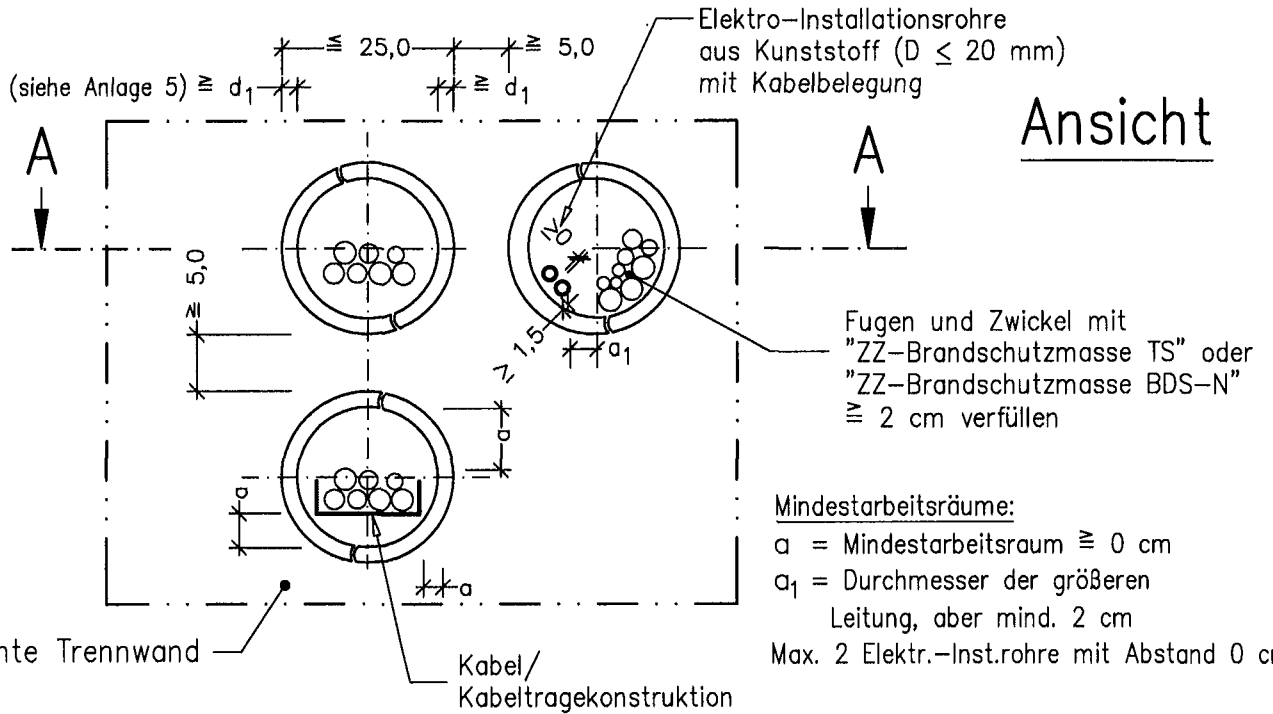 Elektro-Installationsrohre
≦ 25,0
≧ 5,0
aus Kunststoff (D ≤ 20 mm)
(siehe Anlage 5) ≧ d₁
≧ d₁
mit Kabelbelegung
Ansicht
A
A
≧ 0
≧ 5,0
≥ 1,5
a₁
Fugen und Zwickel mit
"ZZ-Brandschutzmasse TS" oder
"ZZ-Brandschutzmasse BDS-N"
≧ 2 cm verfüllen
a
a
a
Mindestarbeitsräume:
a = Mindestarbeitsraum ≧ 0 cm
a₁ = Durchmesser der größeren
Leitung, aber mind. 2 cm
Max. 2 Elektr.-Inst.rohre mit Abstand 0
Trennwand
Kabel/
Kabeltragekonstruktion